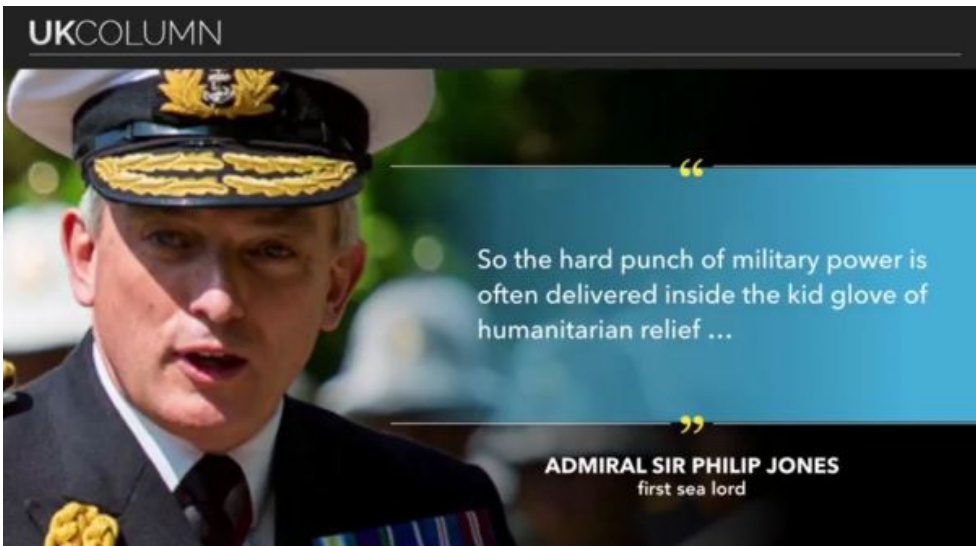 UKCOLUMN
“
So the hard punch of military power is
often delivered inside the kid glove of
humanitarian relief ...
”
ADMIRAL SIR PHILIP JONES
first sea lord